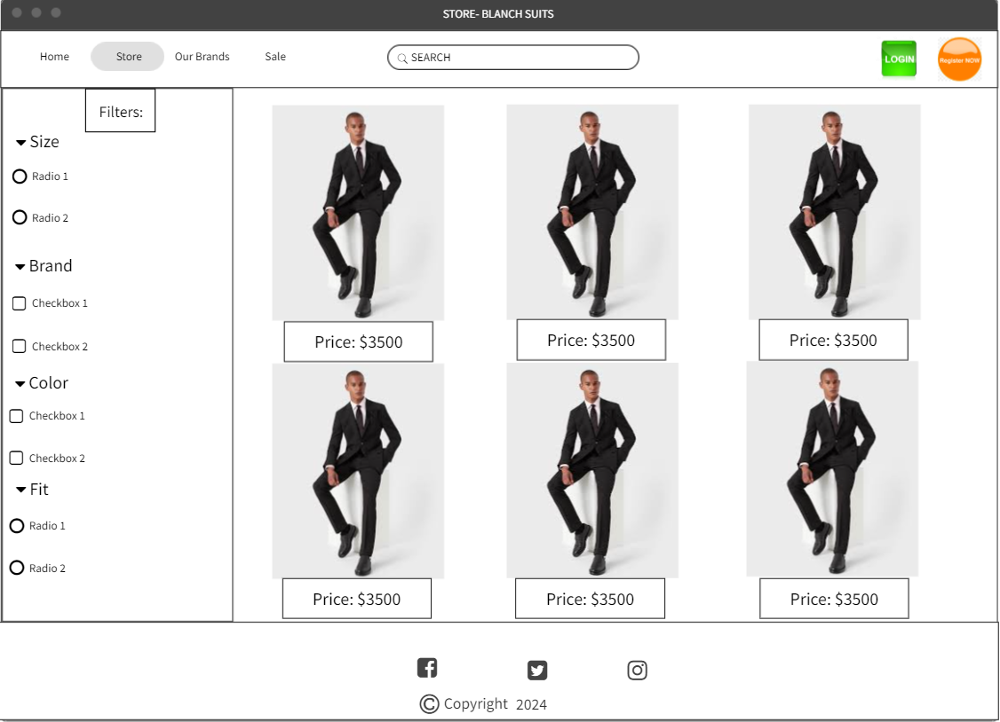 STORE- BLANCH SUITS
Home Store Our Brands Sale SEARCH LOGIN Register NOW
Filters:
Size
Radio 1
Radio 2
Brand
Checkbox 1
Checkbox 2
Color
Checkbox 1
Checkbox 2
Fit
Radio 1
Radio 2
Price: $3500 Price: $3500 Price: $3500
Price: $3500 Price: $3500 Price: $3500
© Copyright 2024